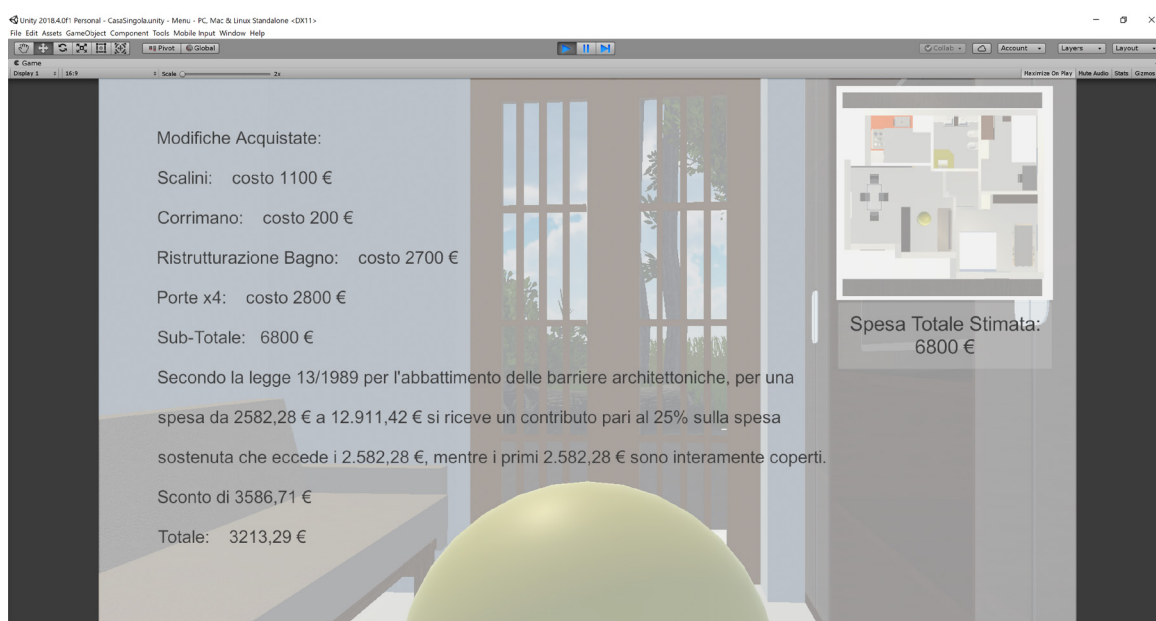 Unity 2018.4.0f1 Personal - CasaSingola.unity - Menu - PC, Mac & Linux Standalone <DX11>
File Edit Assets GameObject Component Tools Mobile Input Window Help
Pivot Global Collab Account Layers Layout
Game
Display 1 16:9 Scale 2x Maximize On Play Mute Audio Stats Gizmos
Modifiche Acquistate:
Scalini: costo 1100 €
Corrimano: costo 200 €
Ristrutturazione Bagno: costo 2700 €
Porte x4: costo 2800 €
Sub-Totale: 6800 €
Spesa Totale Stimata:
6800 €
Secondo la legge 13/1989 per l'abbattimento delle barriere architettoniche, per una
spesa da 2582,28 € a 12.911,42 € si riceve un contributo pari al 25% sulla spesa
sostenuta che eccede i 2.582,28 €, mentre i primi 2.582,28 € sono interamente coperti.
Sconto di 3586,71 €
Totale: 3213,29 €